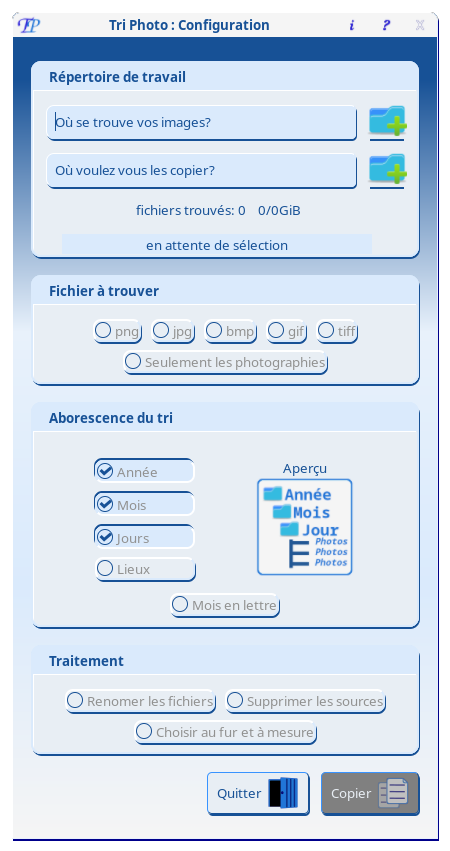 TP Tri Photo : Configuration i ? X
Répertoire de travail
Où se trouve vos images?
Où voulez vous les copier?
fichiers trouvés: 0 0/0GiB
en attente de sélection
Fichier à trouver
png jpg bmp gif tiff
Seulement les photographies
Aborescence du tri
Année
Mois
Jours
Lieux
Aperçu
Année
Mois
Jour
Photos
Photos
Photos
Mois en lettre
Traitement
Renomer les fichiers Supprimer les sources
Choisir au fur et à mesure
Quitter Copier